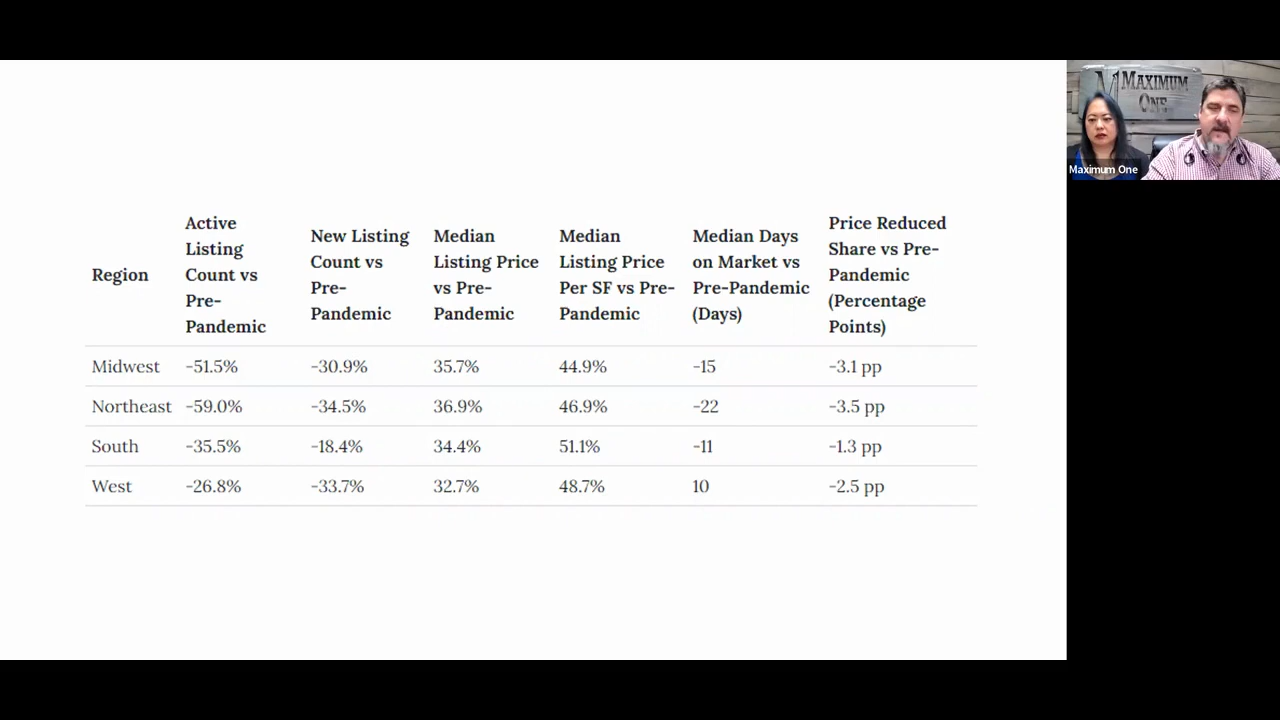 MAXIMUM
ONE
Maximum One
Region
Active
Listing
Count vs
Pre-
Pandemic
New Listing
Count vs
Pre-
Pandemic
Median
Listing Price
vs Pre-
Pandemic
Median
Listing Price
Per SF vs Pre-
Pandemic
Median Days
on Market vs
Pre-Pandemic
(Days)
Price Reduced
Share vs Pre-
Pandemic
(Percentage
Points)
Midwest -51.5% -30.9% 35.7% 44.9% -15 -3.1 pp
Northeast -59.0% -34.5% 36.9% 46.9% -22 -3.5 pp
South -35.5% -18.4% 34.4% 51.1% -11 -1.3 pp
West -26.8% -33.7% 32.7% 48.7% 10 -2.5 pp